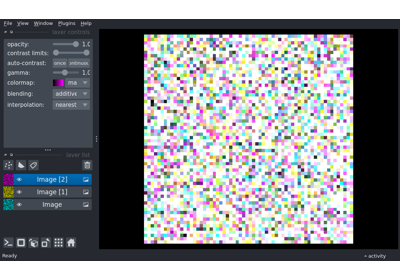 File View Window Plugins Help
layer controls
opacity: 1.0
contrast limits:
auto-contrast: once
gamma: 1.0
colormap: ma
blending: additive
interpolation: nearest
layer list
Image [2]
Image [1]
Image
Ready activity